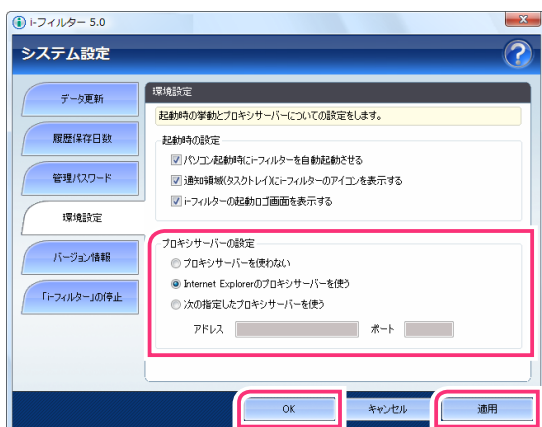 i-フィルター 5.0
システム設定
?
データ更新
履歴保存日数
管理パスワード
環境設定
バージョン情報
「i-フィルター」の停止
環境設定
起動時の挙動とプロキシサーバーについての設定をします。
起動時の設定
パソコン起動時にi-フィルターを自動起動させる
通知領域(タスクトレイ)にi-フィルターのアイコンを表示する
i-フィルターの起動ロゴ画面を表示する
プロキシサーバーの設定
プロキシサーバーを使わない
Internet Explorerのプロキシサーバーを使う
次の指定したプロキシサーバーを使う
アドレス ポート
OK キャンセル 適用